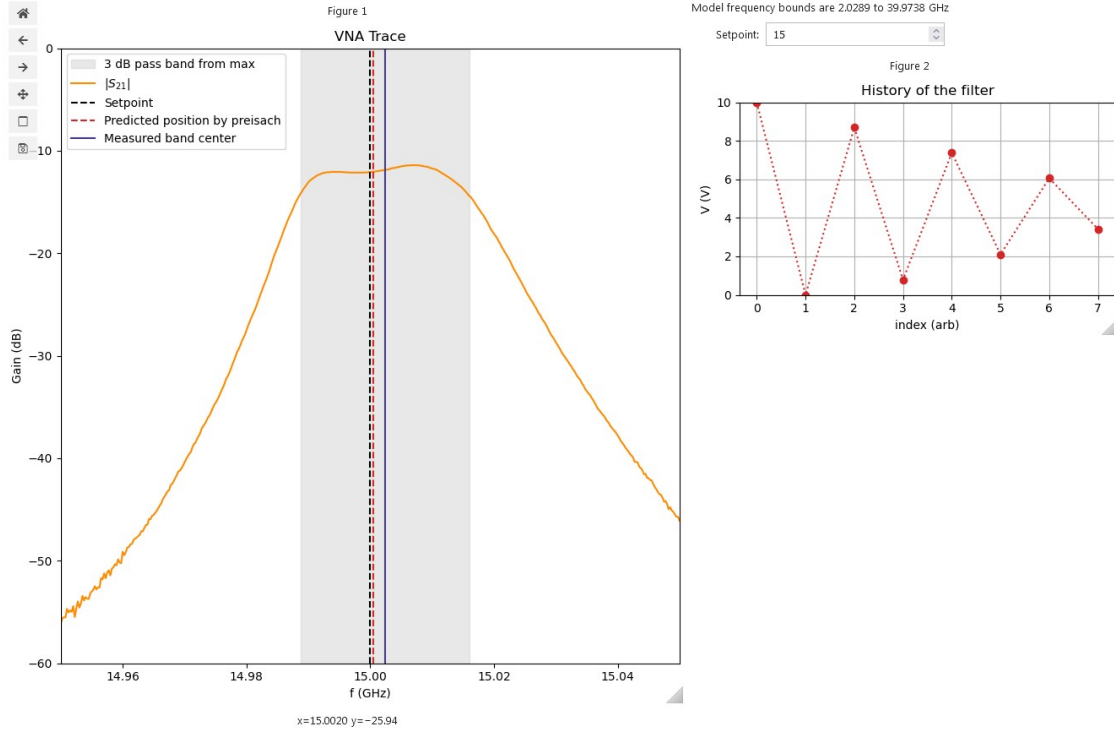 Figure 1
VNA Trace
3 dB pass band from max
|S21|
Setpoint
Predicted position by preisach
Measured band center
0
−10
−20
−30
−40
−50
−60
Gain (dB)
14.96 14.98 15.00 15.02 15.04
f (GHz)
x=15.0020 y=−25.94
Model frequency bounds are 2.0289 to 39.9738 GHz
Setpoint: 15
Figure 2
History of the filter
10
8
6
4
2
0
V (V)
0 1 2 3 4 5 6 7
index (arb)